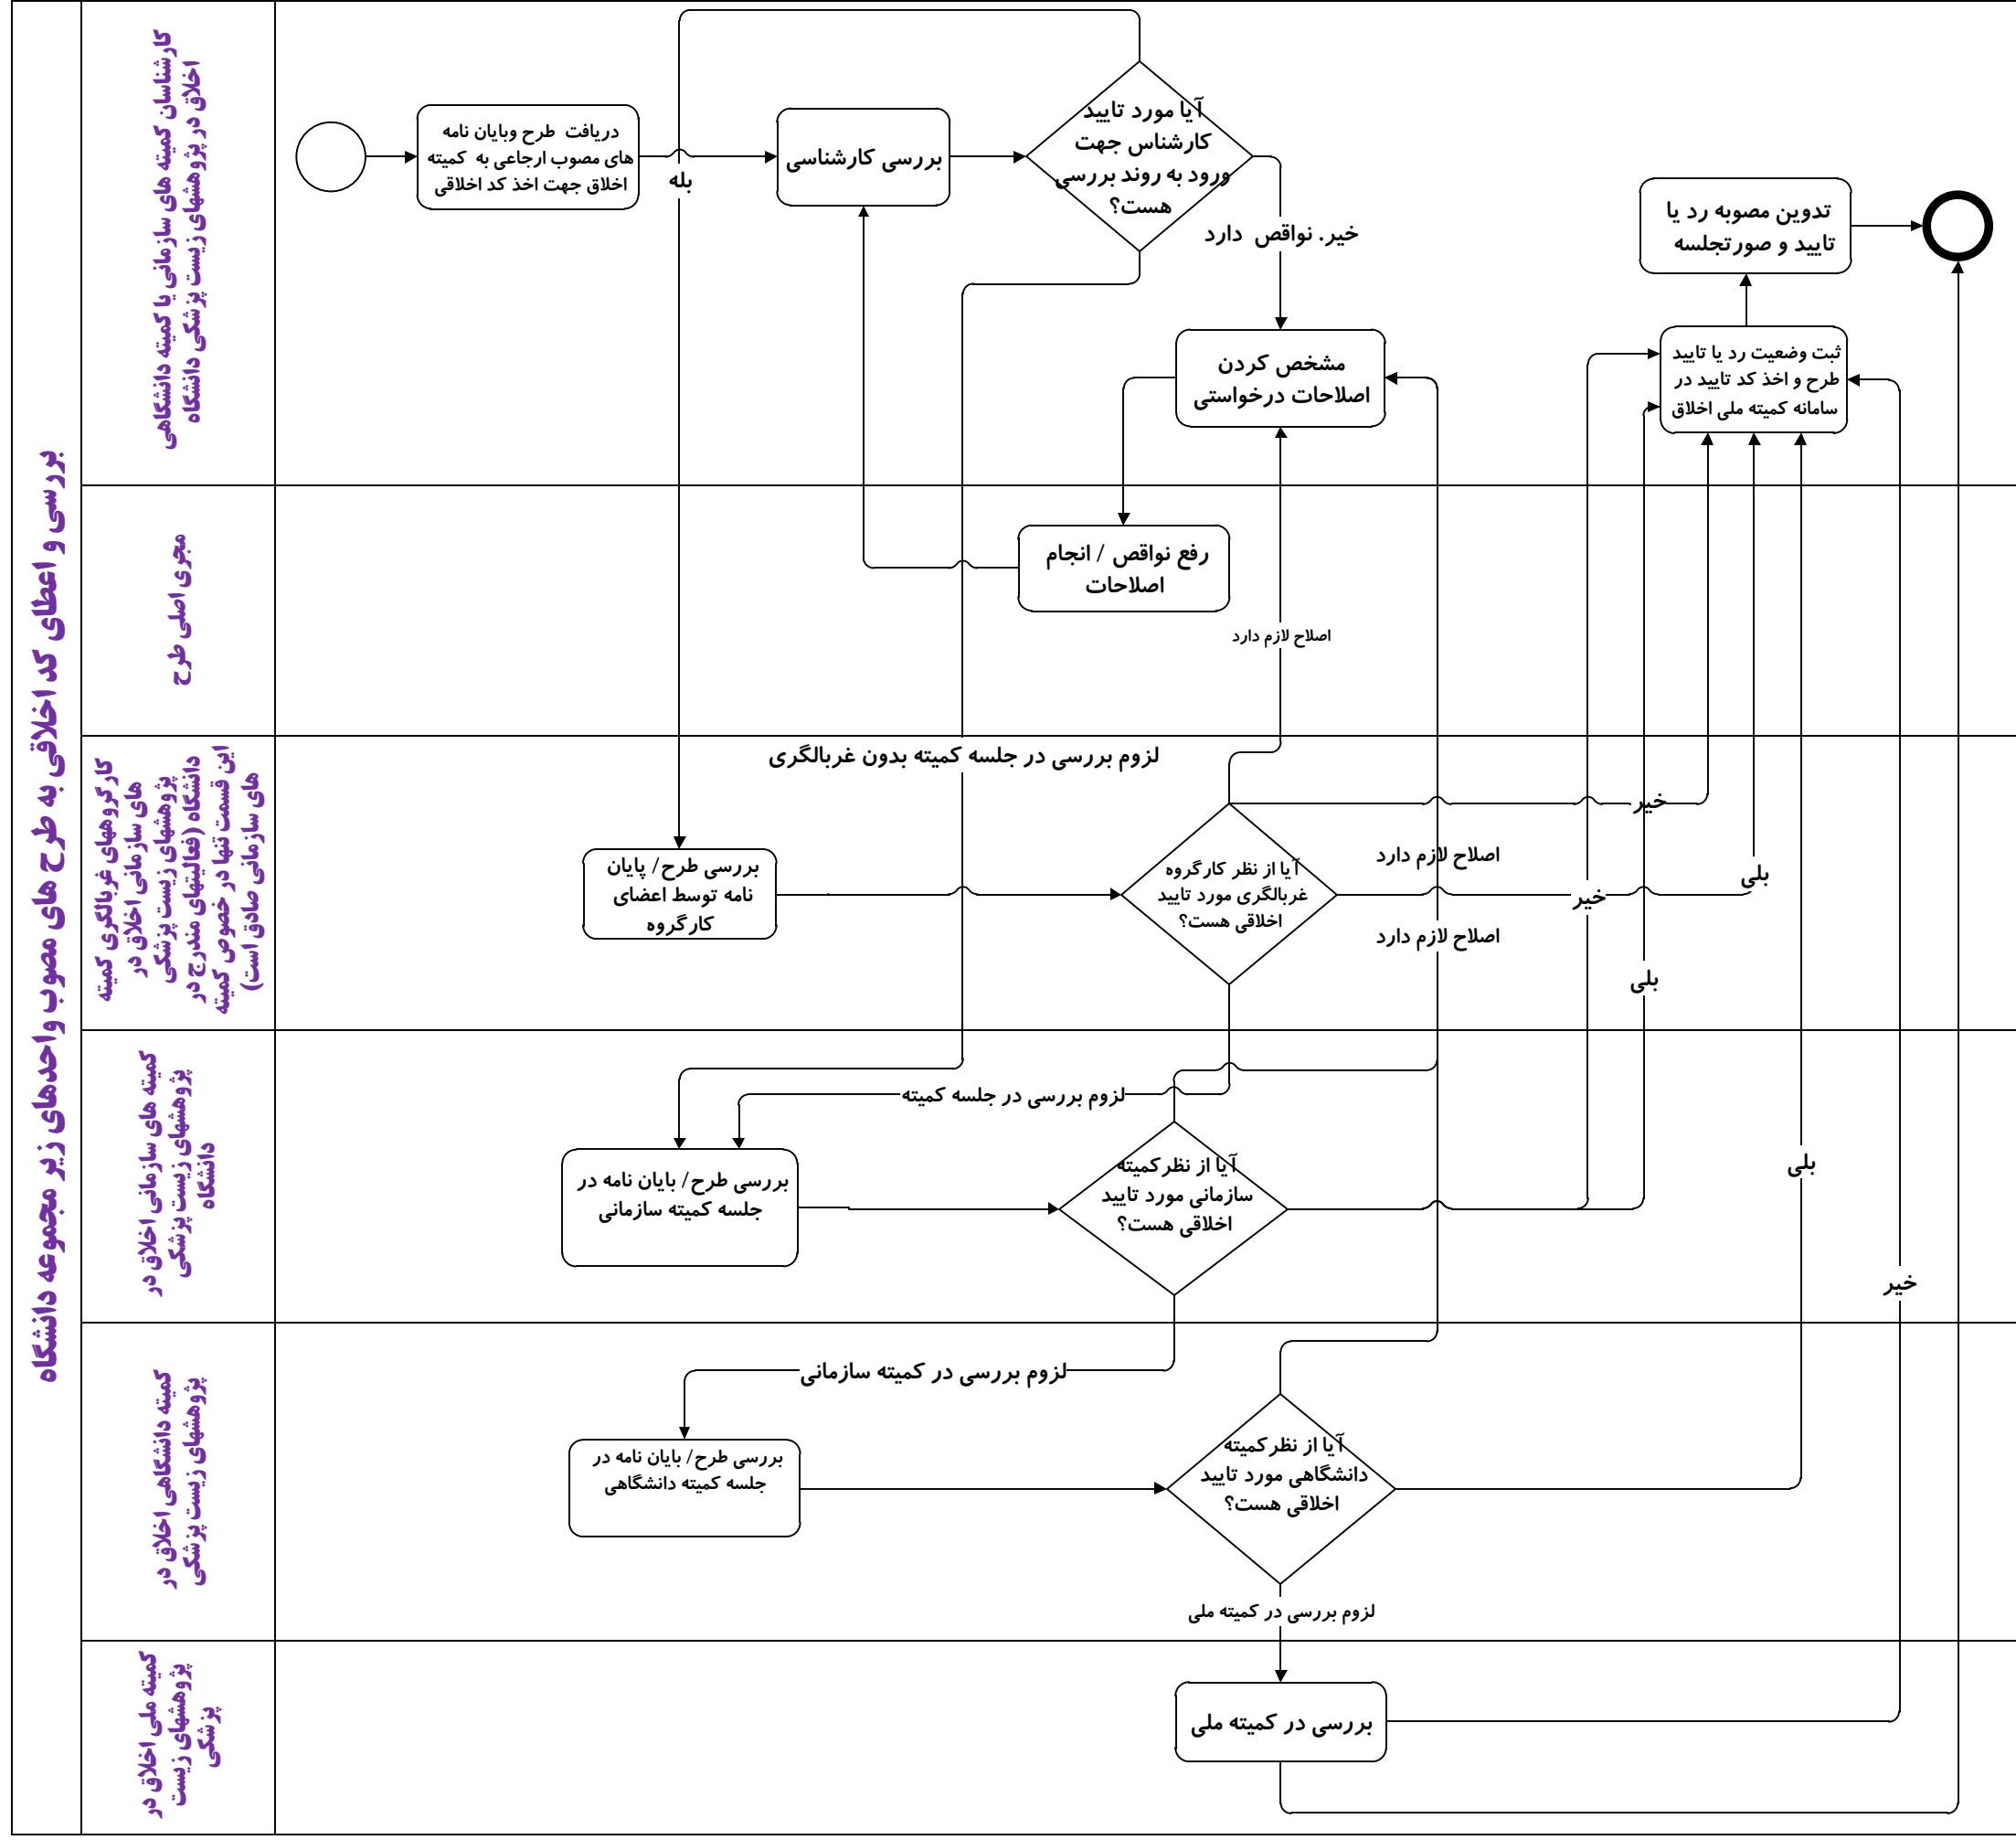 بررسی و اعطای کد اخلاقی به طرح های مصوب واحدهای زیر مجموعه دانشگاه
کارشناسان کمیته های سازمانی یا کمیته دانشگاهی
اخلاق در پژوهشهای زیست پزشکی دانشگاه
دریافت طرح وبایان نامه
های مصوب ارجاعی به کمیته
اخلاق جهت اخذ کد اخلاقی
بله
بررسی کارشناسی
آیا مورد تایید
کارشناس جهت
ورود به روند بررسی
هست؟
خیر. نواقص دارد
مشخص کردن
اصلاحات درخواستی
تدوین مصوبه رد یا
تایید و صورتجلسه
ثبت وضعیت رد یا تایید
طرح و اخذ کد تایید در
سامانه کمیته ملی اخلاق
مجری اصلی طرح
رفع نواقص / انجام
اصلاحات
اصلاح لازم دارد
کارگروههای غربالگری کمیته
های سازمانی اخلاق در
پژوهشهای زیست پزشکی
دانشگاه (فعالیتهای مندرج در
این قسمت تنها در خصوص کمیته
های سازمانی صادق است)
لزوم بررسی در جلسه کمیته بدون غربالگری
بررسی طرح/ پایان
نامه توسط اعضای
کارگروه
آیا از نظر کارگروه
غربالگری مورد تایید
اخلاقی هست؟
خیر
اصلاح لازم دارد
بلی
خیر
اصلاح لازم دارد
بلی
کمیته های سازمانی اخلاق در
پژوهشهای زیست پزشکی
دانشگاه
لزوم بررسی در جلسه کمیته
بررسی طرح/ بایان نامه در
جلسه کمیته سازمانی
آیا از نظرکمیته
سازمانی مورد تایید
اخلاقی هست؟
بلی
خیر
کمیته دانشگاهی اخلاق در
پژوهشهای زیست پزشکی
لزوم بررسی در کمیته سازمانی
بررسی طرح/ بایان نامه در
جلسه کمیته دانشگاهی
آیا از نظرکمیته
دانشگاهی مورد تایید
اخلاقی هست؟
لزوم بررسی در کمیته ملی
کمیته ملی اخلاق در
پژوهشهای زیست
پزشکی
بررسی در کمیته ملی